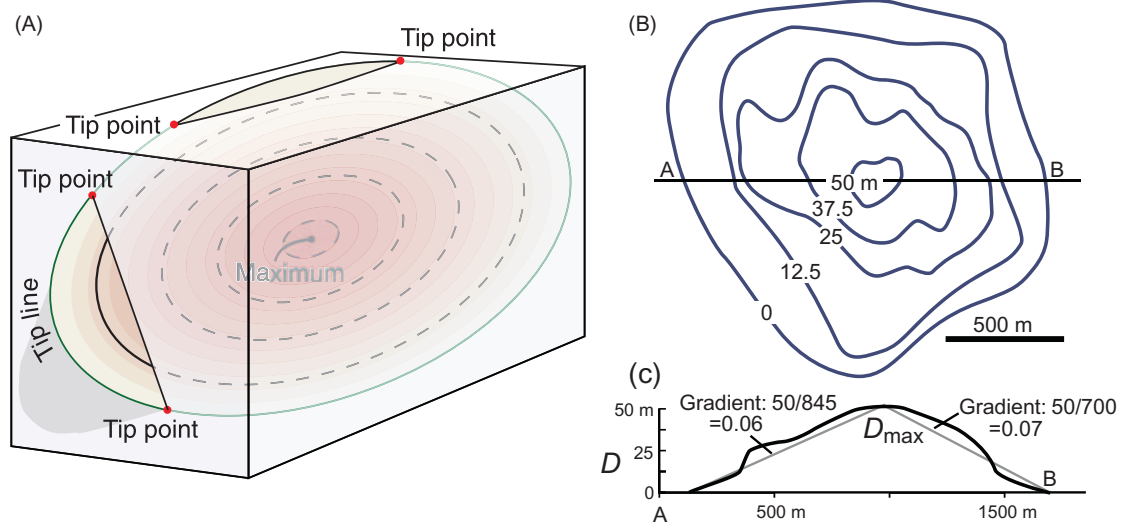 (A)
Tip point
Tip point
Tip point
Maximum
Tip line
Tip point
(B)
A
B
50 m
37.5
25
12.5
0
500 m
(c)
50 m
Gradient: 50/845
=0.06
Gradient: 50/700
=0.07
Dmax
D
25
0
B
A
500 m
1500 m